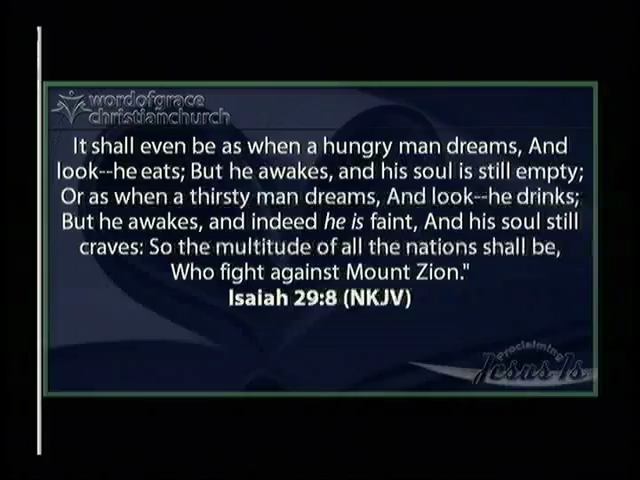 wordofgrace
christianchurch
It shall even be as when a hungry man dreams, And
look--he eats; But he awakes, and his soul is still empty;
Or as when a thirsty man dreams, And look--he drinks;
But he awakes, and indeed he is faint, And his soul still
craves: So the multitude of all the nations shall be,
Who fight against Mount Zion."
Isaiah 29:8 (NKJV)
Proclaiming
Jesus Is